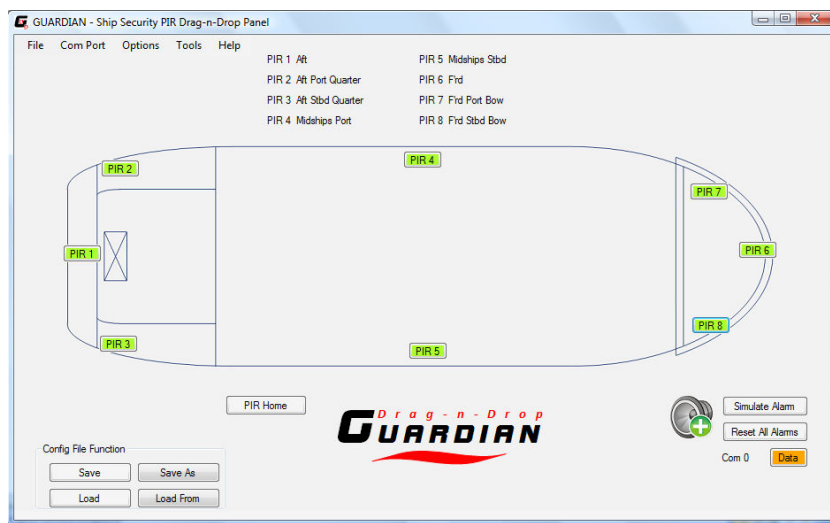 GUARDIAN - Ship Security PIR Drag-n-Drop Panel
File Com Port Options Tools Help
PIR 1 Aft PIR 5 Midships Stbd
PIR 2 Aft Port Quarter PIR 6 F'rd
PIR 3 Aft Stbd Quarter PIR 7 F'rd Port Bow
PIR 4 Midships Port PIR 8 F'rd Stbd Bow
PIR 4
PIR 2
PIR 7
PIR 1
PIR 6
PIR 8
PIR 3
PIR 5
PIR Home
Drag-n-Drop
GUARDIAN
Simulate Alarm
Reset All Alarms
Com 0 Data
Config File Function
Save Save As
Load Load From